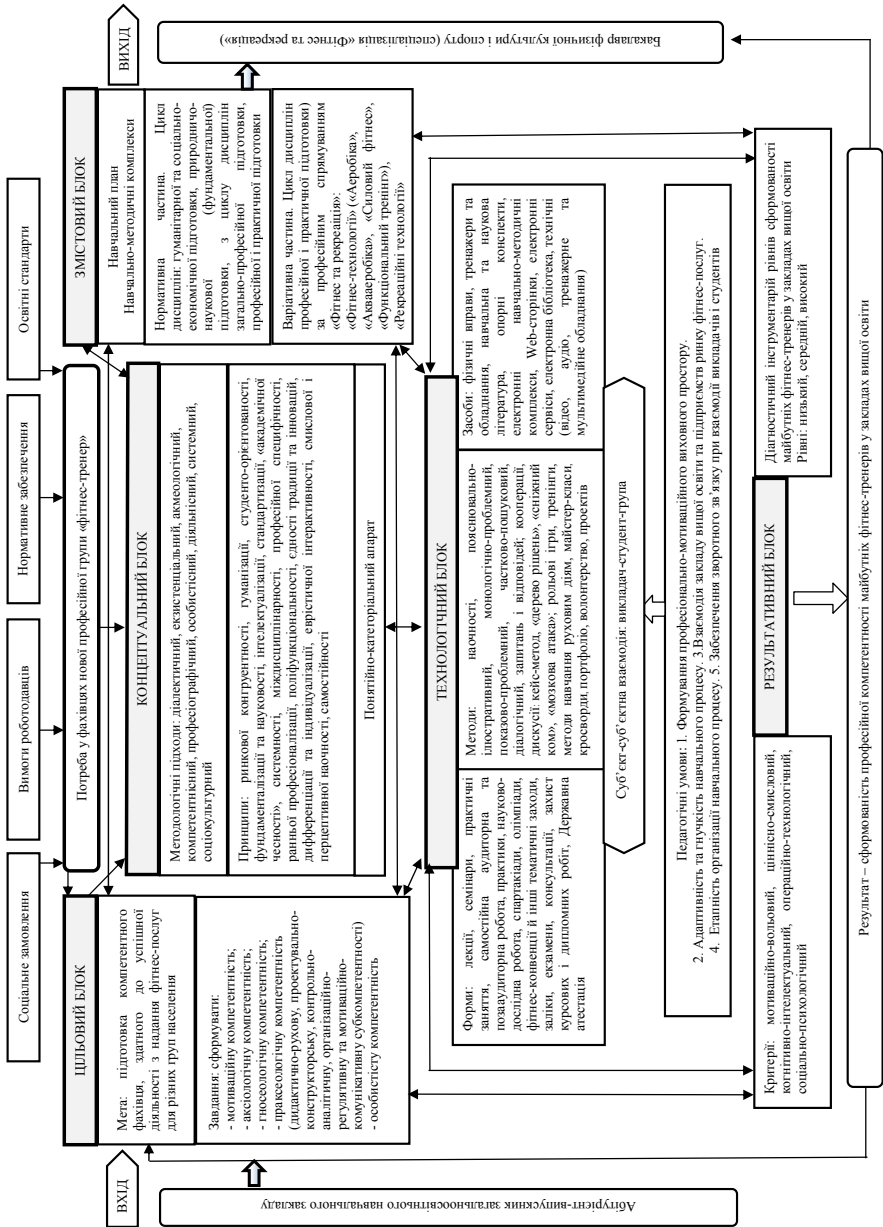 Соціальне замовлення
Вимоги роботодавців
Нормативне забезпечення
Освітні стандарти
Потреба у фахівцях нової професійної групи «фітнес-тренер»
ВХІД
ВИХІД
Абітурієнт-випускник загальноосвітнього навчального закладу
ЦІЛЬОВИЙ БЛОК
Мета: підготовка компетентного
фахівця, здатного до успішної
діяльності з надання фітнес-послуг
для різних груп населення
Завдання: сформувати:
- мотиваційну компетентність;
- аксіологічну компетентність;
- гносеологічну компетентність;
- праксеологічну компетентність
(дидактично-рухову, проектувально-
конструкторську, контрольно-
аналітичну, організаційно-
регулятивну та мотиваційно-
комунікативну субкомпетентності)
- особистісту компетентність
КОНЦЕПТУАЛЬНИЙ БЛОК
Методологічні підходи: діалектичний, екзистенціальний, акмеологічний,
компетентнісний, професіографічний, особистісний, діяльнісний, системний,
соціокультурний
Принципи: ринкової конгруентності, гуманізації, студенто-орієнтованості,
фундаменталізації та науковості, інтелектуалізації, стандартизації, «академічної
чесності», системності, міждисциплінарності, професійної специфічності,
ранньої професіоналізації, поліфункціональності, єдності традиції та інновацій,
дифференціації та індивідуалізації, еврістичної інтерактивності, смислової і
перцептивної наочності, самостійності
Понятійно-категоріальний апарат
ЗМІСТОВИЙ БЛОК
Навчальний план
Навчально-методичні комплекси
Нормативна частина. Цикл
дисциплін: гуманітарної та соціально-
економічної підготовки, природничо-
наукової (фундаментальної)
підготовки, з циклу дисциплін
загально-професійної підготовки,
професійної і практичної підготовки
Варіативна частина. Цикл дисциплін
професійної і практичної підготовки)
за професійним спрямуванням
«Фітнес та рекреація»:
«Фітнес-технології» («Аеробіка»,
«Аквааеробіка», «Силовий фітнес»,
«Функціональний тренінг»),
«Рекреаційні технології»
Бакалавр фізичної культури і спорту (спеціалізація «Фітнес та рекреація»)
ТЕХНОЛОГІЧНИЙ БЛОК
Форми: лекції, семінари, практичні
заняття, самостійна аудиторна та
позааудиторна робота, практики, науково-
дослідна робота, спартакіади, олімпіади,
фітнес-конвенції й інші тематичні заходи,
заліки, екзамени, консультації, захист
курсових і дипломних робіт, Державна
атестація
Методи: наочності, пояснювально-
ілюстративний, монологічно-проблемний,
показово-проблемний, частково-пошуковий,
діалогічний, запитань і відповідей; кооперації,
дискусії кейс-метод, «дерево рішень», «сніжний
ком», «мозкова атака»; рольові ігри, тренінги,
методи навчання руховим діям, майстер-класи,
кросворди, портфоліо, волонтерство, проектів
Засоби: фізичні вправи, тренажери та
обладнання, навчальна та наукова
література, опорні конспекти,
електронні навчально-методичні
комплекси, Web-сторінки, електронні
сервіси, електронна бібліотека, технічні
(відео, аудіо, тренажерне та
мультимедійне обладнання)
Суб’єкт-суб’єктна взаємодія: викладач-студент-група
Педагогічні умови: 1. Формування професіонально-мотиваційного виховного простору.
2. Адаптивність та гнучкість навчального процесу. 3.Взаємодія закладу вищої освіти та підприємств ринку фітнес-послуг.
4. Етапність організації навчального процесу. 5. Забезпечення зворотного зв’язку при взаємодії викладачів і студентів
РЕЗУЛЬТАТИВНИЙ БЛОК
Критерії: мотиваційно-вольовий, ціннісно-смисловий,
когнітивно-інтелектуальний, операційно-технологічний,
соціально-психологічний
Діагностичний інструментарій рівнів сформованості
майбутніх фітнес-тренерів у закладах вищої освіти
Рівні: низький, середній, високий
Результат – сформованість професійної компетентності майбутніх фітнес-тренерів у закладах вищої освіти